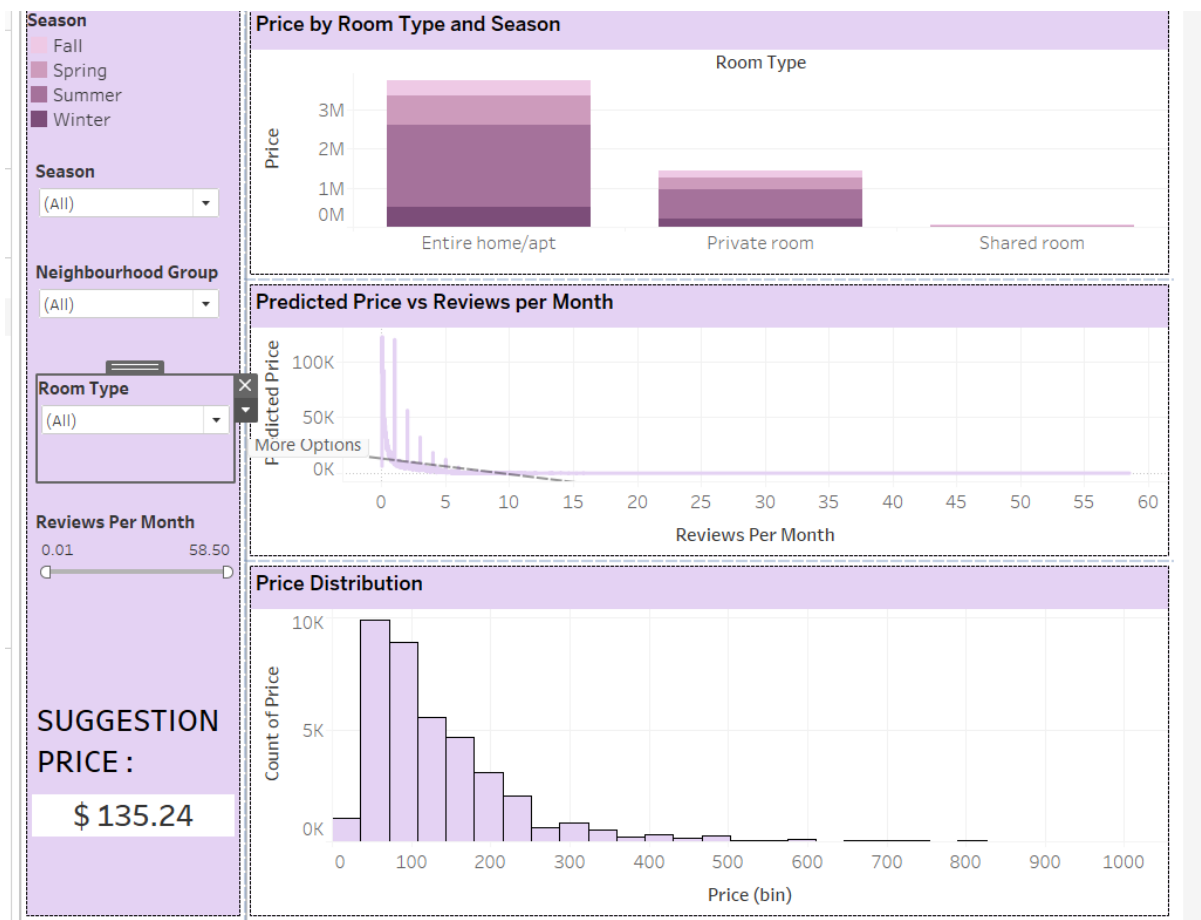 Season
Fall
Spring
Summer
Winter
Season
(All)
Neighbourhood Group
(All)
Room Type
(All)
More Options
Reviews Per Month
0.01 58.50
SUGGESTION
PRICE :
$ 135.24
Price by Room Type and Season
Room Type
Price
3M
2M
1M
0M
Entire home/apt Private room Shared room
Predicted Price vs Reviews per Month
100K
50K
0K
0 5 10 15 20 25 30 35 40 45 50 55 60
Reviews Per Month
Price Distribution
Count of Price
10K
5K
0K
0 100 200 300 400 500 600 700 800 900 1000
Price (bin)